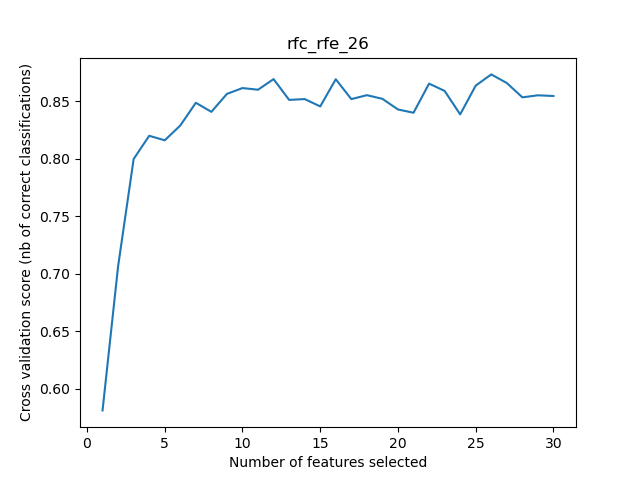 rfc_rfe_26
Cross validation score (nb of correct classifications)
0.85
0.80
0.75
0.70
0.65
0.60
0 5 10 15 20 25 30
Number of features selected